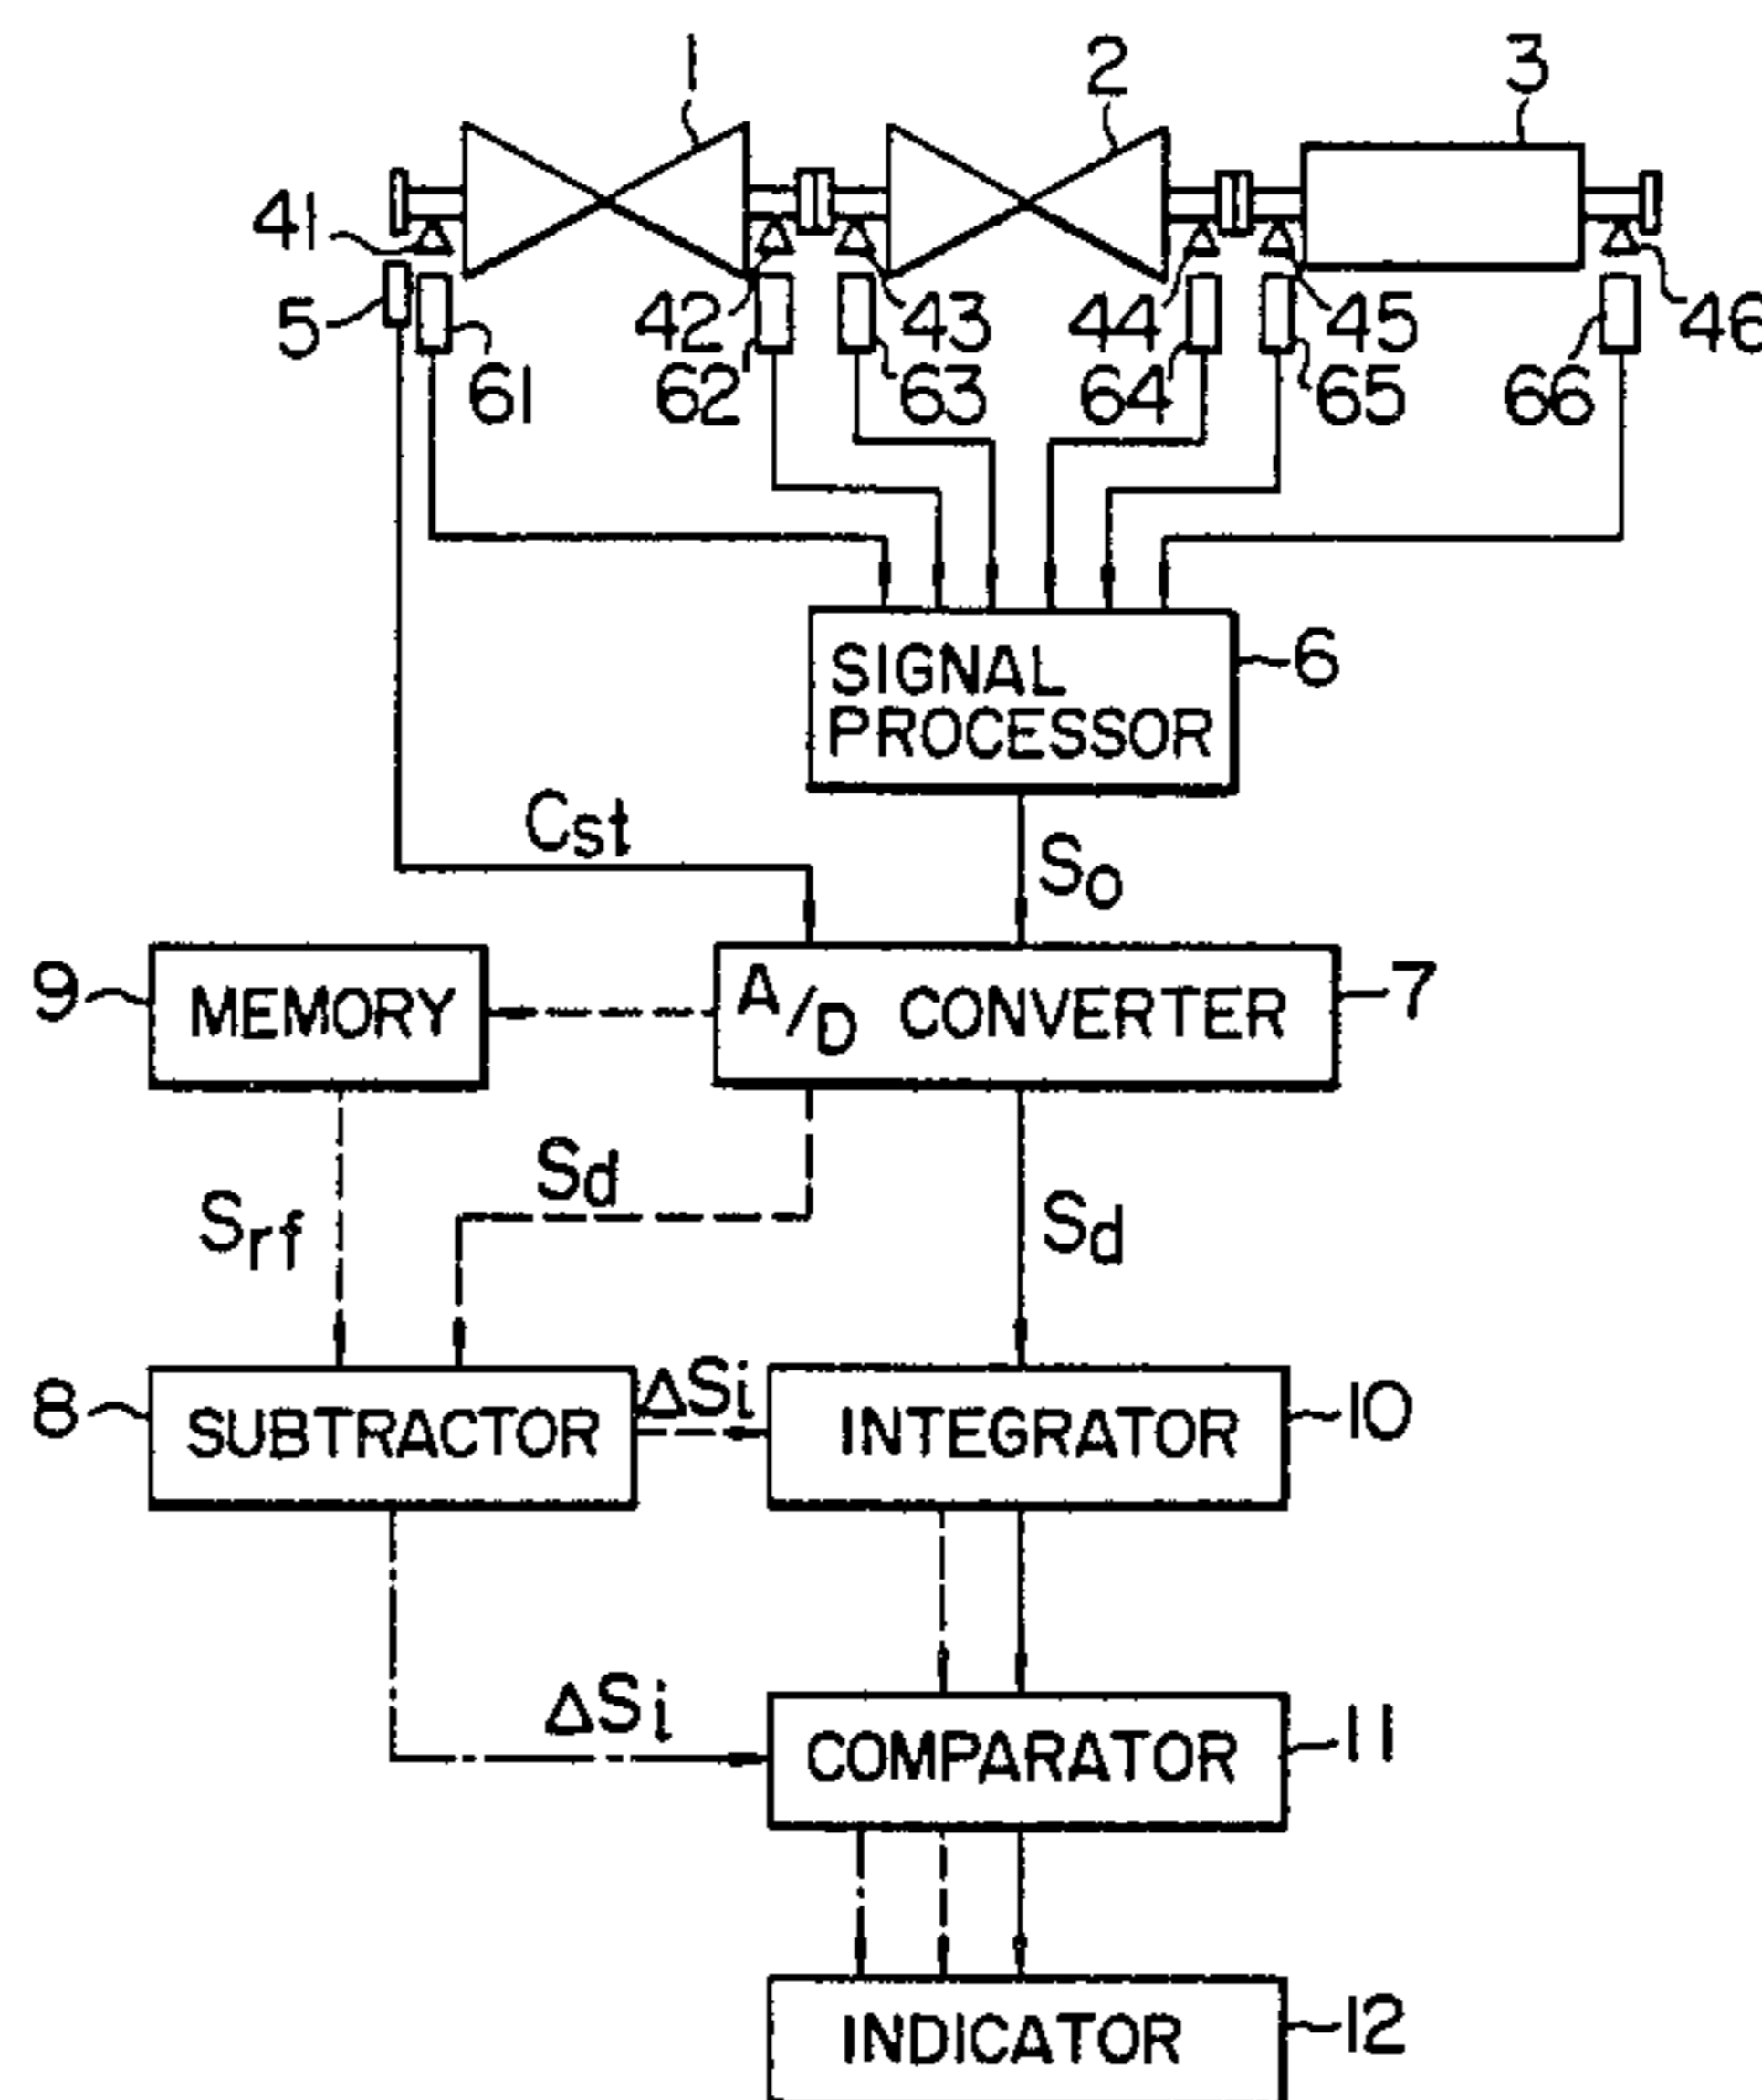 1
2
3
41
5
61
42
62
43
63
44
64
45
65
46
66
SIGNAL
PROCESSOR
6
Cst
So
9
MEMORY
A/D CONVERTER
7
Srf
Sd
Sd
8
SUBTRACTOR
ΔSi
INTEGRATOR
10
ΔSi
COMPARATOR
11
INDICATOR
12